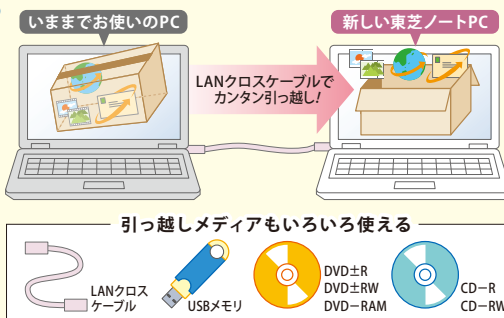 いままでお使いのPC
新しい東芝ノートPC
LANクロスケーブルで
カンタン引っ越し!
引っ越しメディアもいろいろ使える
LANクロス
ケーブル
USBメモリ
DVD±R
DVD±RW
DVD−RAM
CD−R
CD−RW